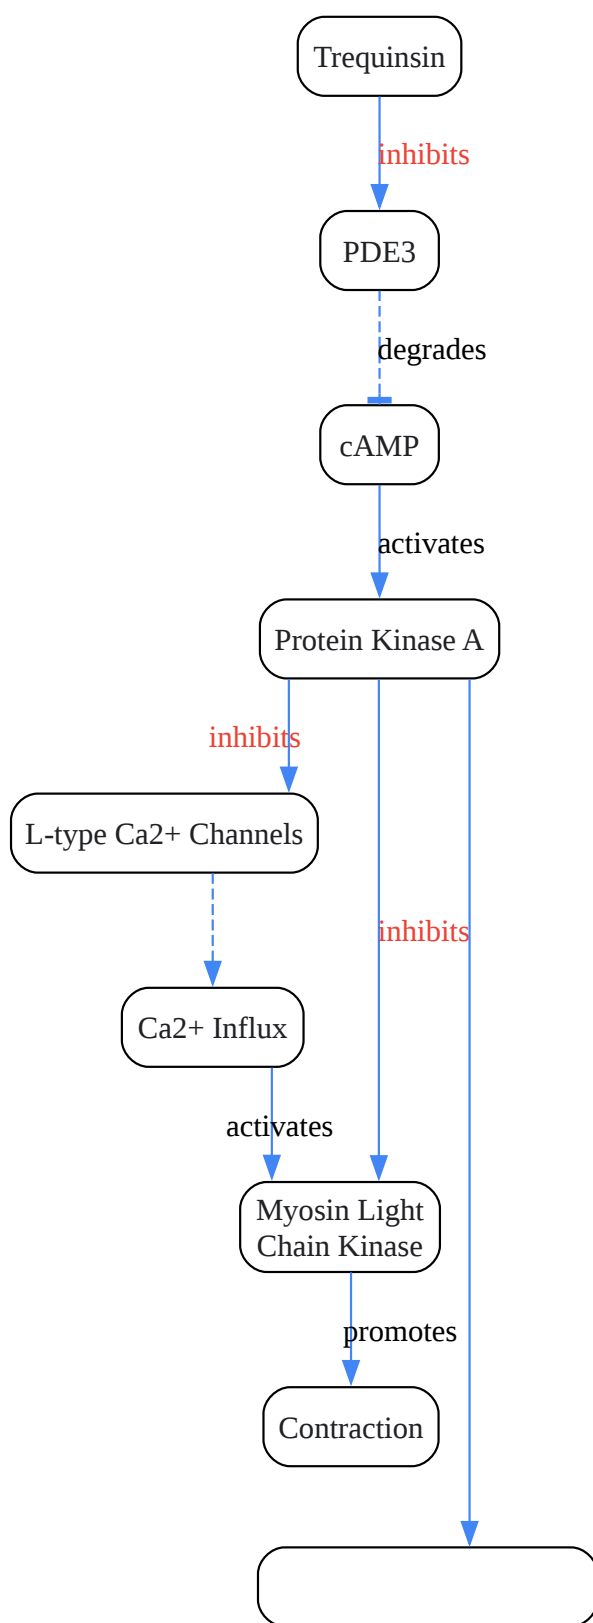 Trequinsin
inhibits
PDE3
degrades
cAMP
activates
Protein Kinase A
inhibits
L-type Ca2+ Channels
inhibits
Ca2+ Influx
activates
Myosin Light
Chain Kinase
promotes
Contraction